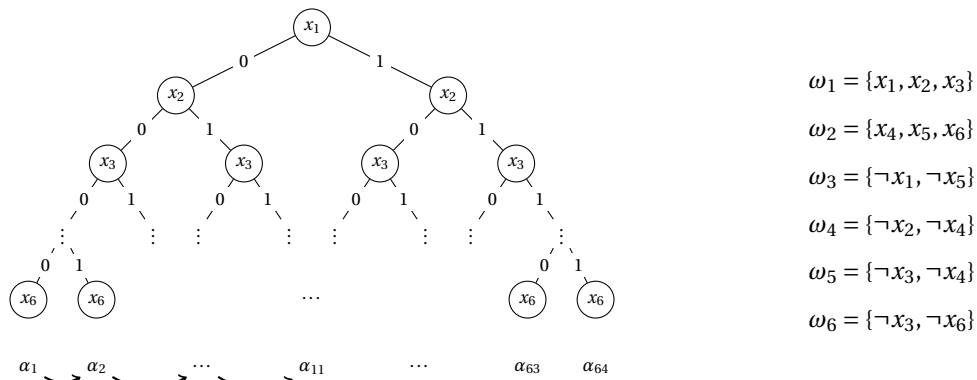 x₁
0 1
x₂ x₂
0 1 0 1
x₃ x₃ x₃ x₃
0 1 0 1 0 1 0 1
⋮ ⋮ ⋮ ⋮ ⋮ ⋮ ⋮ ⋮
0 1 0 1
x₆ x₆ ... x₆ x₆
α₁ α₂ ... α₁₁ ... α₆₃ α₆₄
ω₁ = {x₁, x₂, x₃}
ω₂ = {x₄, x₅, x₆}
ω₃ = {¬x₁, ¬x₅}
ω₄ = {¬x₂, ¬x₄}
ω₅ = {¬x₃, ¬x₄}
ω₆ = {¬x₃, ¬x₆}